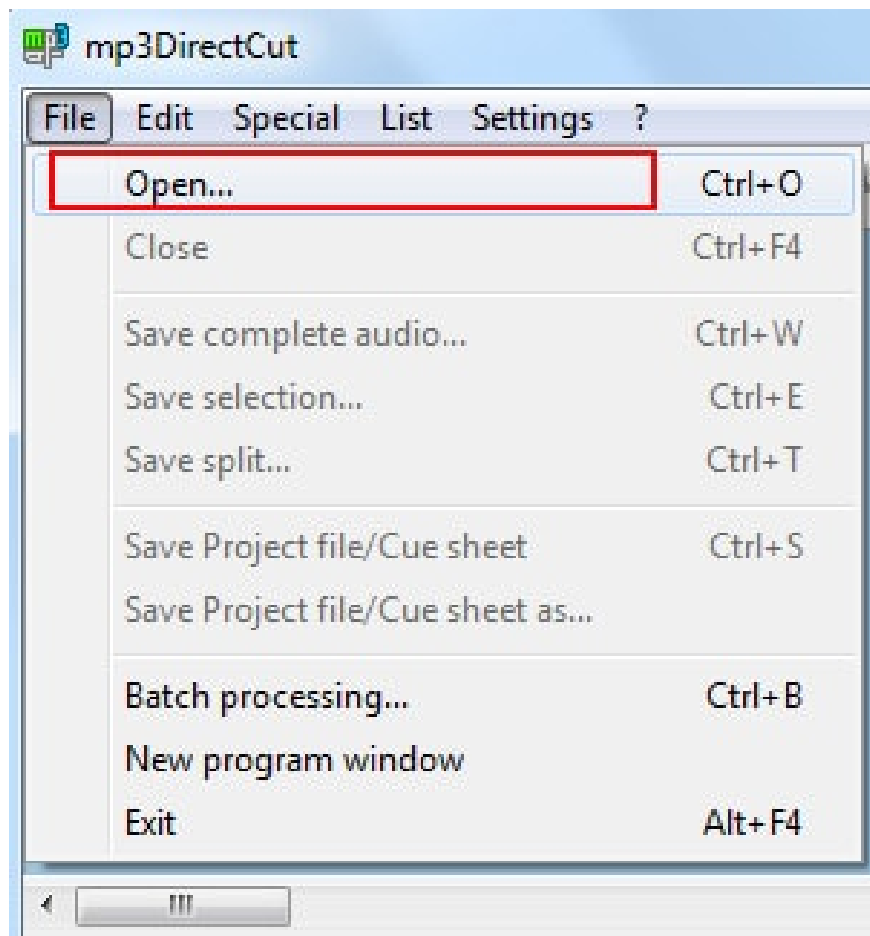 mp3DirectCut
File Edit Special List Settings ?
Open... Ctrl+O
Close Ctrl+F4
Save complete audio... Ctrl+W
Save selection... Ctrl+E
Save split... Ctrl+T
Save Project file/Cue sheet Ctrl+S
Save Project file/Cue sheet as...
Batch processing... Ctrl+B
New program window
Exit Alt+F4